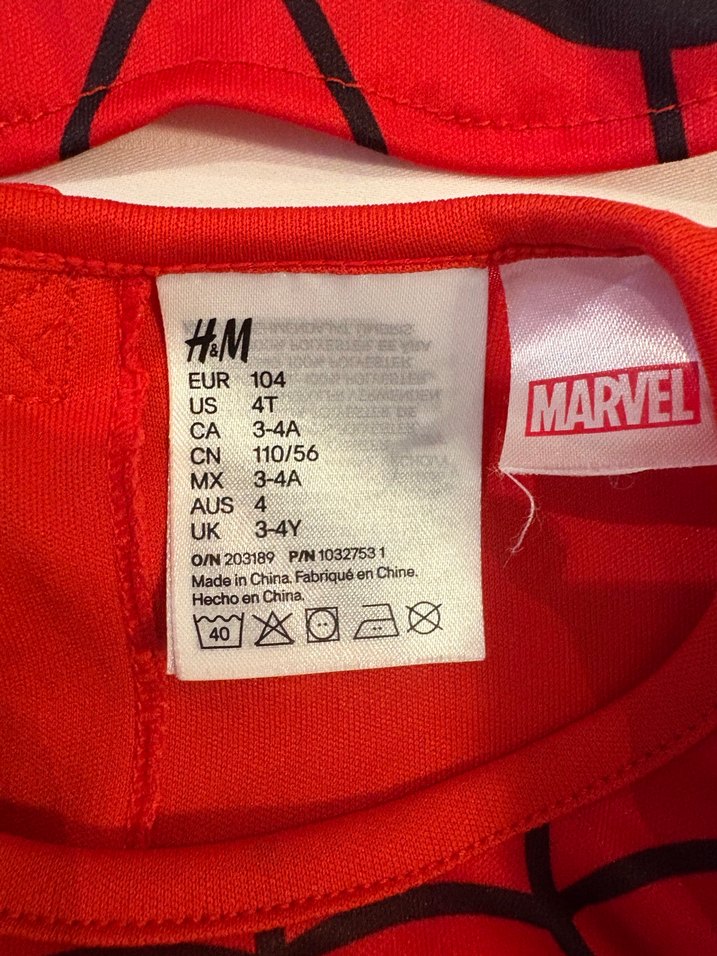 H&M
EUR 104
US 4T
CA 3-4A
CN 110/56
MX 3-4A
AUS 4
UK 3-4Y
O/N 203189 P/N 1032753 1
Made in China. Fabriqué en Chine.
Hecho en China.
40
MARVEL